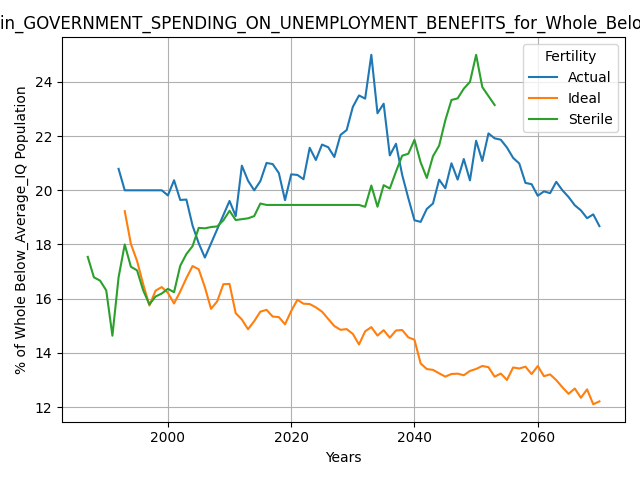 in_GOVERNMENT_SPENDING_ON_UNEMPLOYMENT_BENEFITS_for_Whole_Belo
Fertility
Actual
Ideal
Sterile
% of Whole Below_Average_IQ Population
24
22
20
18
16
14
12
2000
2020
2040
2060
Years